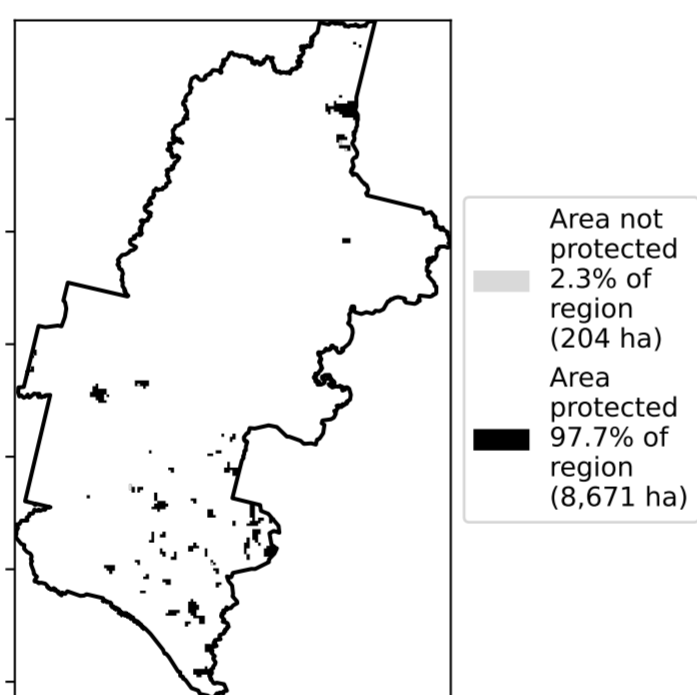 Area not
protected
2.3% of
region
(204 ha)
Area
protected
97.7% of
region
(8,671 ha)